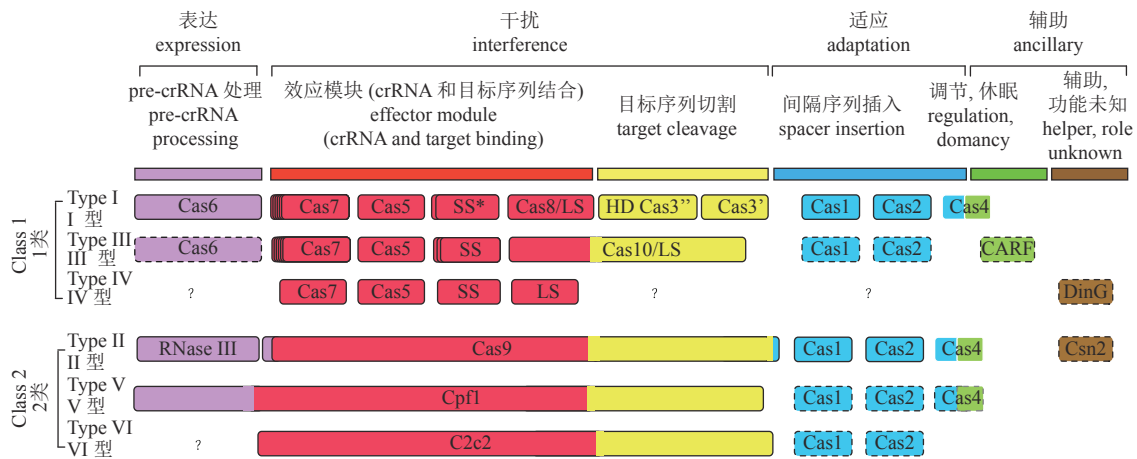 表达
expression
干扰
interference
适应
adaptation
辅助
ancillary
pre-crRNA 处理
pre-crRNA
processing
效应模块 (crRNA 和目标序列结合)
effector module
(crRNA and target binding)
目标序列切割
target cleavage
间隔序列插入
spacer insertion
调节, 休眠
regulation,
domancy
辅助,
功能未知
helper, role
unknown
Class 1
1类
Type I
I 型
Cas6
Cas7
Cas5
SS*
Cas8/LS
HD Cas3’’
Cas3’
Cas1
Cas2
Cas4
Type III
III 型
Cas6
Cas7
Cas5
SS
Cas10/LS
Cas1
Cas2
CARF
Type IV
IV 型
?
Cas7
Cas5
SS
LS
?
?
DinG
Class 2
2类
Type II
II 型
RNase III
Cas9
Cas1
Cas2
Cas4
Csn2
Type V
V 型
Cpf1
Cas1
Cas2
Cas4
Type VI
VI 型
?
C2c2
Cas1
Cas2